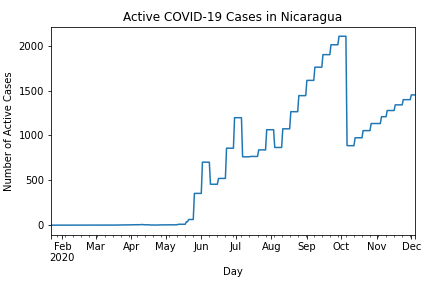 Active COVID-19 Cases in Nicaragua
Number of Active Cases
2000
1500
1000
500
0
Feb Mar Apr May Jun Jul Aug Sep Oct Nov Dec
2020
Day